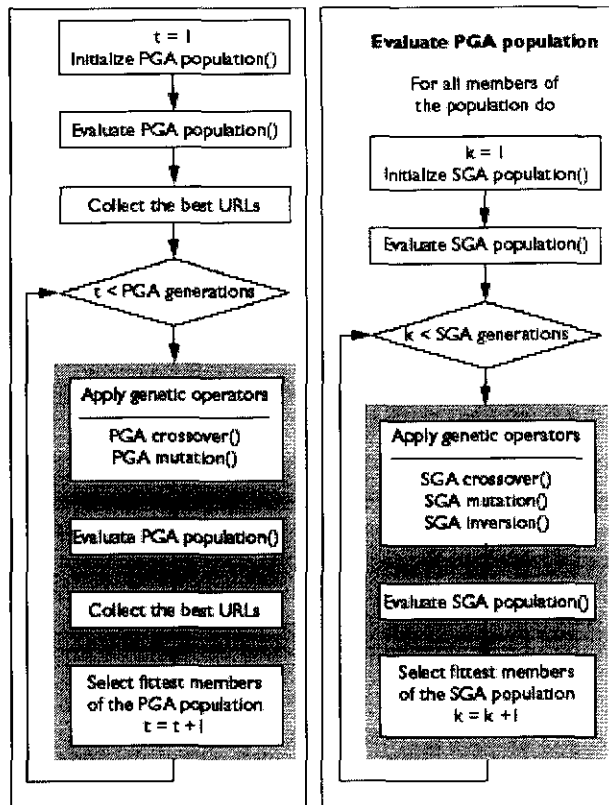 t = 1
Initialize PGA population()
Evaluate PGA population()
Collect the best URLs
t < PGA generations
Apply genetic operators
PGA crossover()
PGA mutation()
Evaluate PGA population()
Collect the best URLs
Select fittest members
of the PGA population
t = t + 1
Evaluate PGA population
For all members of
the population do
k = 1
Initialize SGA population()
Evaluate SGA population()
k < SGA generations
Apply genetic operators
SGA crossover()
SGA mutation()
SGA inversion()
Evaluate SGA population()
Select fittest members
of the SGA population
k = k + 1